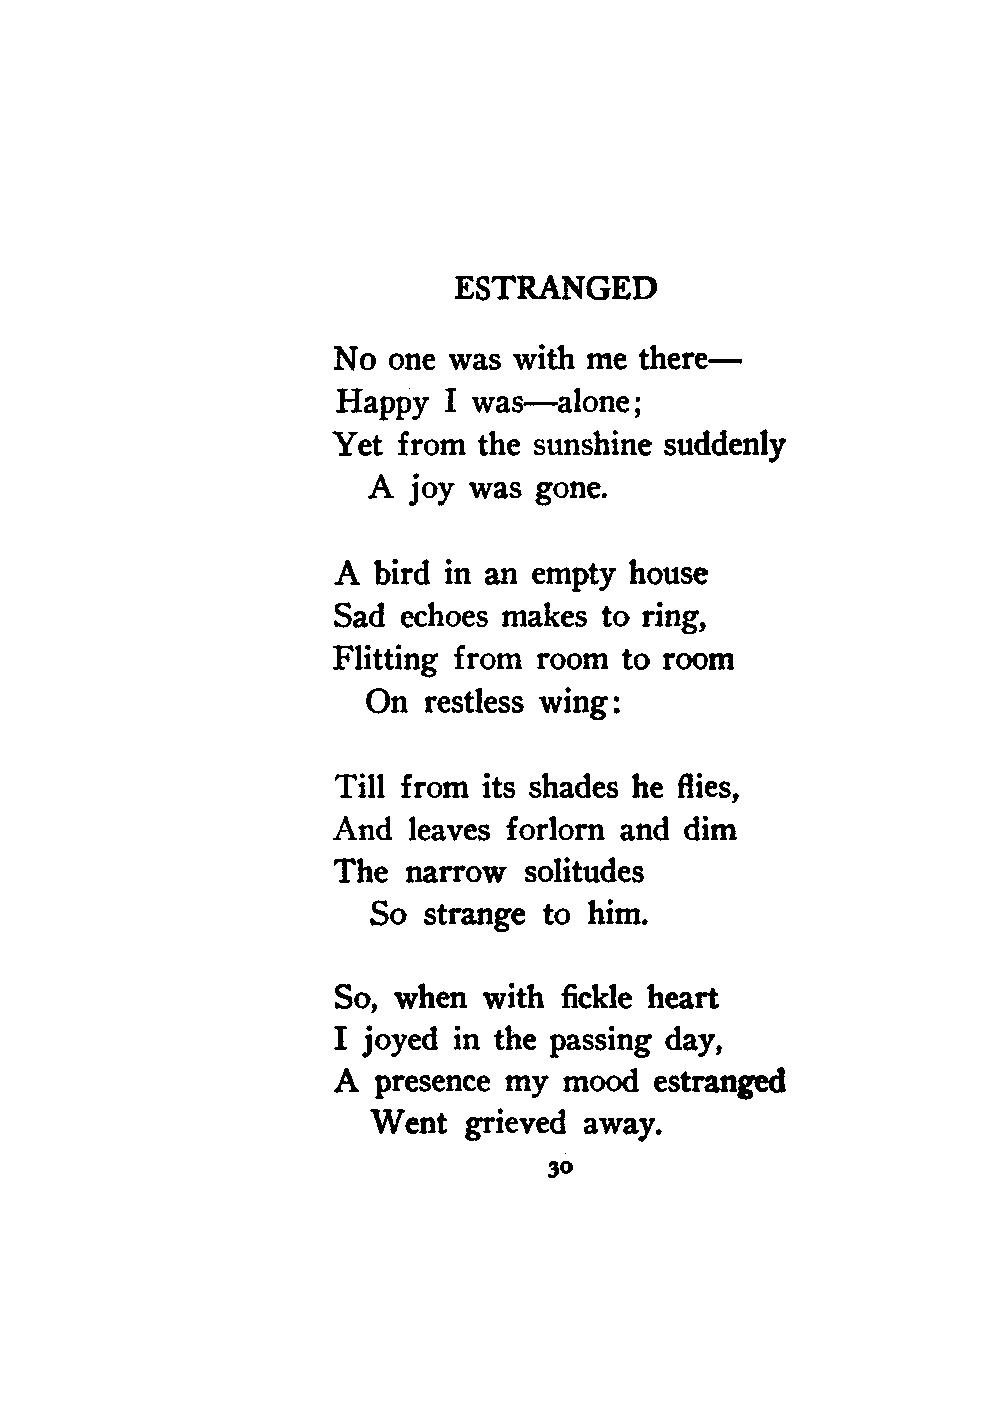 ESTRANGED
No one was with me there—
Happy I was—alone;
Yet from the sunshine suddenly
A joy was gone.
A bird in an empty house
Sad echoes makes to ring,
Flitting from room to room
On restless wing:
Till from its shades he flies,
And leaves forlorn and dim
The narrow solitudes
So strange to him.
So, when with fickle heart
I joyed in the passing day,
A presence my mood estranged
Went grieved away.
30